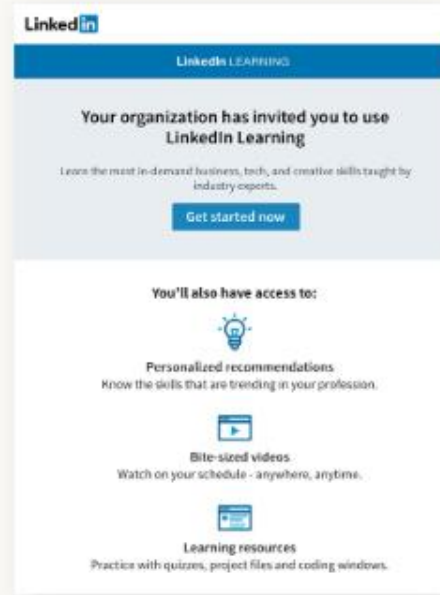 LinkedIn
LinkedIn LEARNING
Your organization has invited you to use
LinkedIn Learning
Learn the most in-demand business, tech, and creative skills taught by
industry experts.
Get started now
You'll also have access to:
Personalized recommendations
Know the skills that are trending in your profession.
Bite-sized videos
Watch on your schedule - anywhere, anytime.
Learning resources
Practice with quizzes, project files and coding windows.